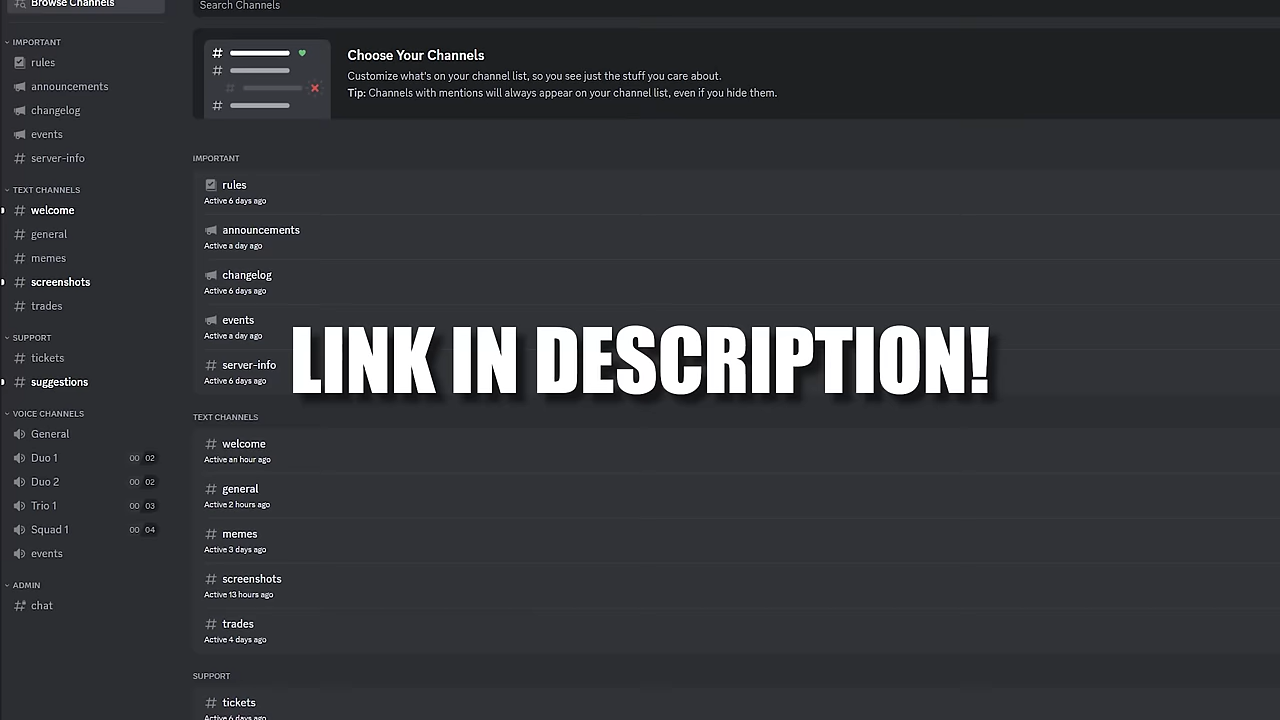 Browse Channels
IMPORTANT
rules
announcements
changelog
events
server-info
TEXT CHANNELS
welcome
general
memes
screenshots
trades
SUPPORT
tickets
suggestions
VOICE CHANNELS
General
Duo 1 00 02
Duo 2 00 02
Trio 1 00 03
Squad 1 00 04
events
ADMIN
chat
Search Channels
Choose Your Channels
Customize what's on your channel list, so you see just the stuff you care about.
Tip: Channels with mentions will always appear on your channel list, even if you hide them.
IMPORTANT
rules
Active 6 days ago
announcements
Active a day ago
changelog
Active 6 days ago
events
Active a day ago
server-info
Active 6 days ago
LINK IN DESCRIPTION!
TEXT CHANNELS
welcome
Active an hour ago
general
Active 2 hours ago
memes
Active 3 days ago
screenshots
Active 13 hours ago
trades
Active 4 days ago
SUPPORT
tickets
Active 6 days ago